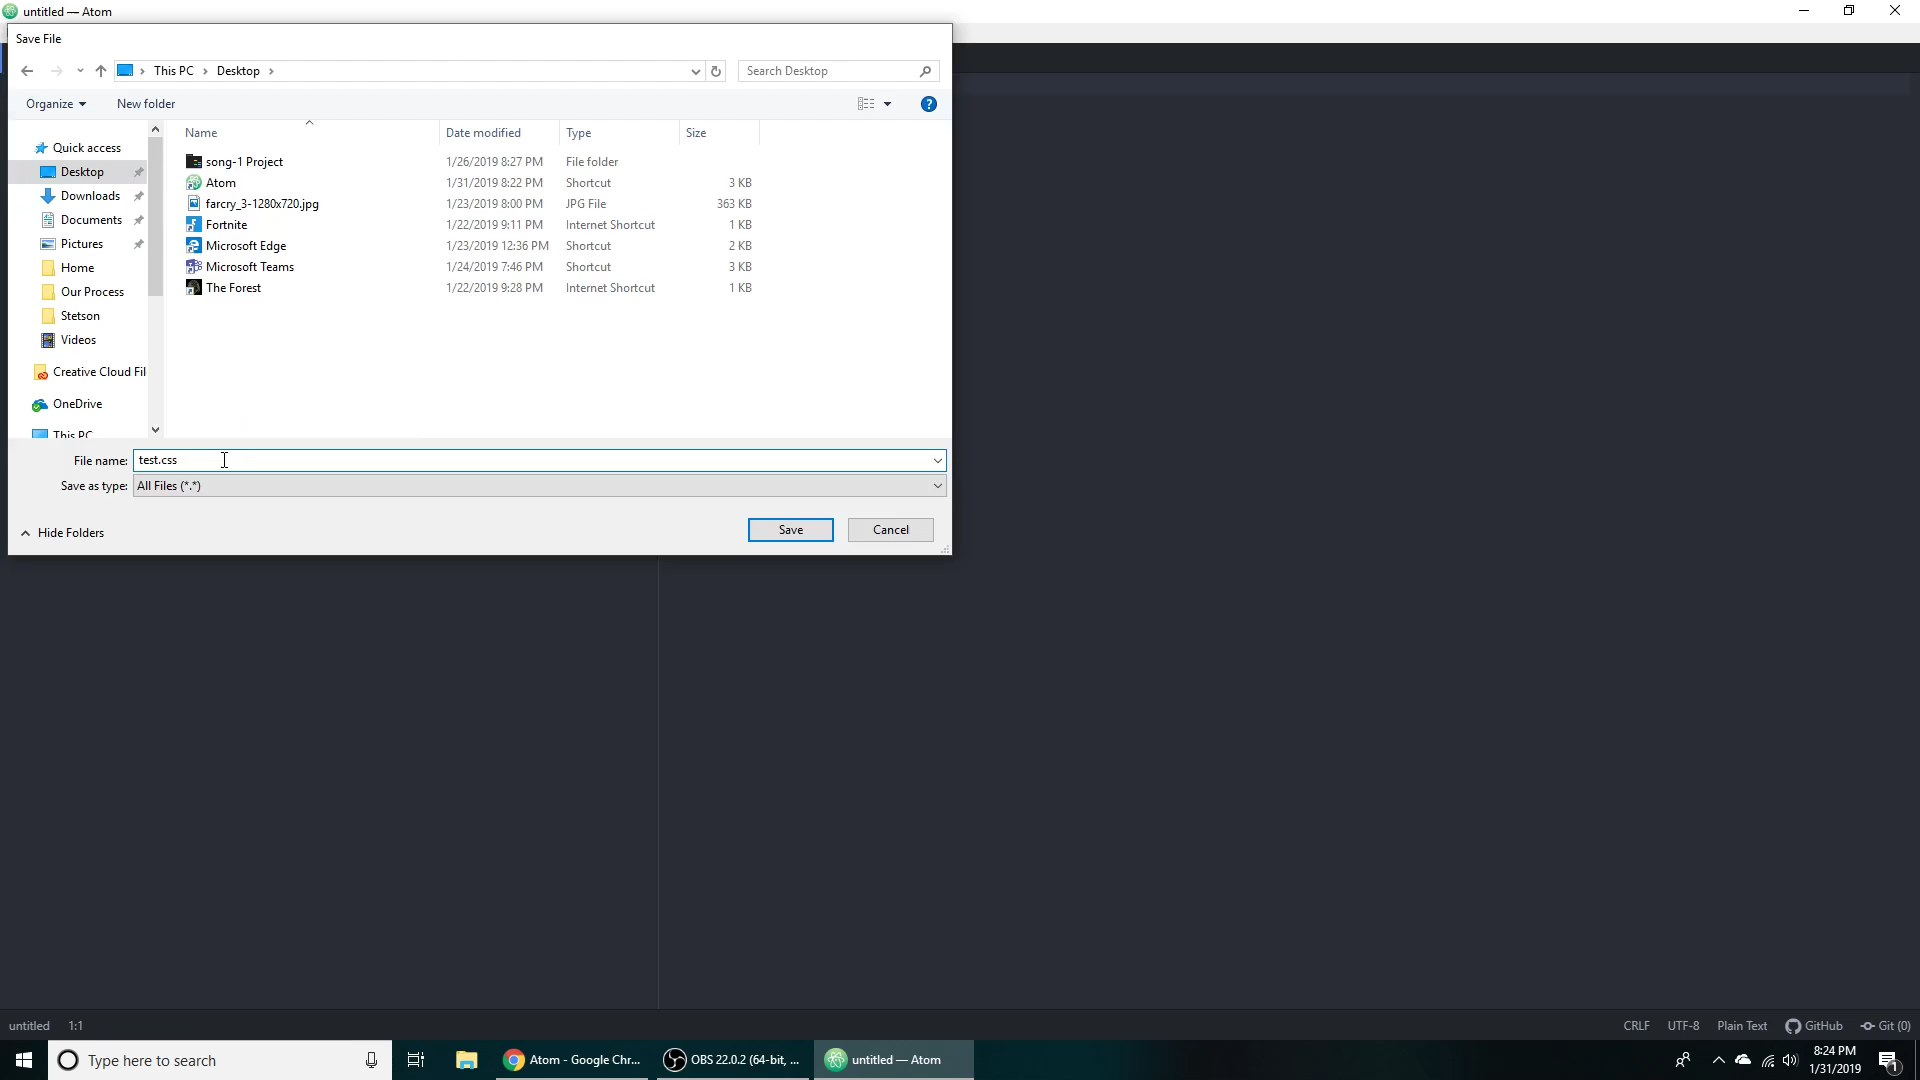 untitled — Atom
Save File
This PC
Desktop
Search Desktop
Organize
New folder
Name
Date modified
Type
Size
Quick access
Desktop
Downloads
Documents
Pictures
Home
Our Process
Stetson
Videos
Creative Cloud Fil
OneDrive
This PC
song-1 Project 1/26/2019 8:27 PM File folder
Atom 1/31/2019 8:22 PM Shortcut 3 KB
farcry_3-1280x720.jpg 1/23/2019 8:00 PM JPG File 363 KB
Fortnite 1/22/2019 9:11 PM Internet Shortcut 1 KB
Microsoft Edge 1/23/2019 12:36 PM Shortcut 2 KB
Microsoft Teams 1/24/2019 7:46 PM Shortcut 3 KB
The Forest 1/22/2019 9:28 PM Internet Shortcut 1 KB
File name: test.css
Save as type: All Files (*.*)
Hide Folders
Save
Cancel
untitled 1:1
CRLF UTF-8 Plain Text GitHub Git (0)
Type here to search
Atom - Google Chr...
OBS 22.0.2 (64-bit, ...
untitled — Atom
8:24 PM
1/31/2019
1